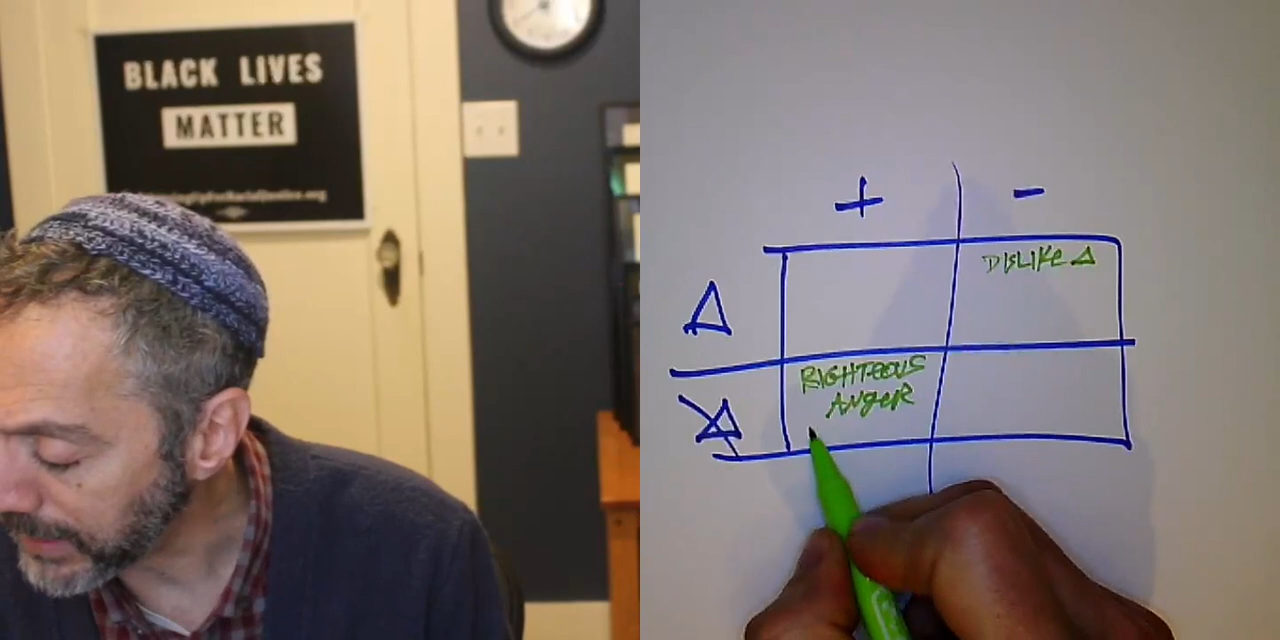 BLACK LIVES
MATTER
+ -
DISLIKE Δ
Δ
RIGHTEOUS
ANGER